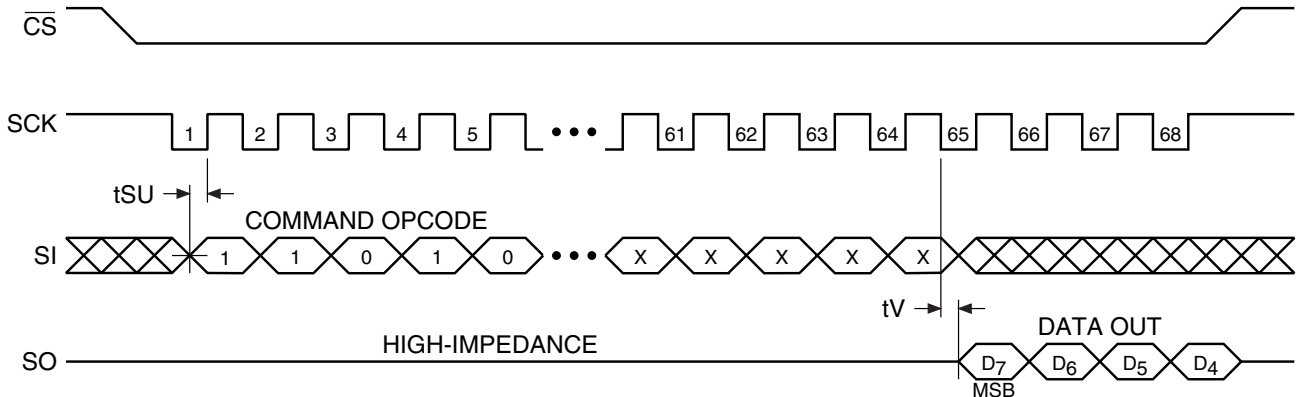 CS
SCK 1 2 3 4 5 ••• 61 62 63 64 65 66 67 68
tSU
COMMAND OPCODE
SI 1 1 0 1 0 ••• X X X X X
tV
DATA OUT
HIGH-IMPEDANCE
SO D7 D6 D5 D4
MSB